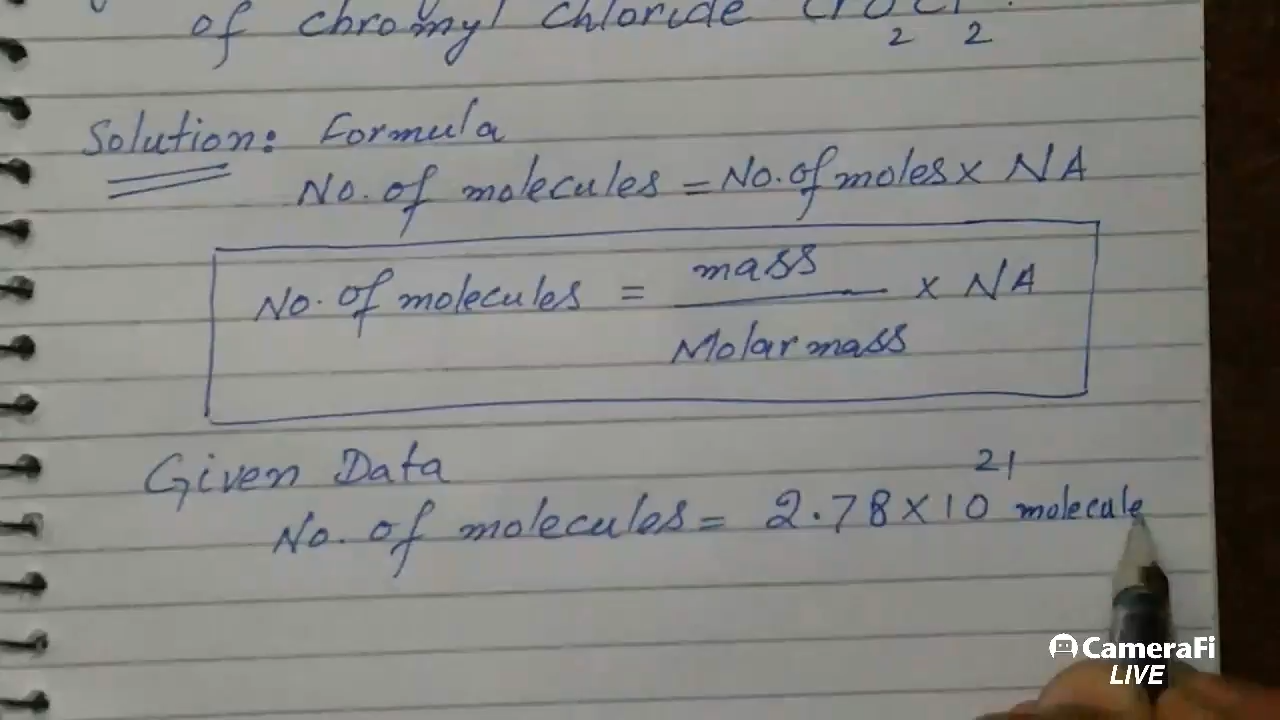 of chromyl chloride CrO2Cl2.
Solution: Formula
No. of molecules = No. of moles x NA
No. of molecules = mass / Molar mass x NA
Given Data
No. of molecules = 2.78 x 10^21 molecule
CameraFi
LIVE